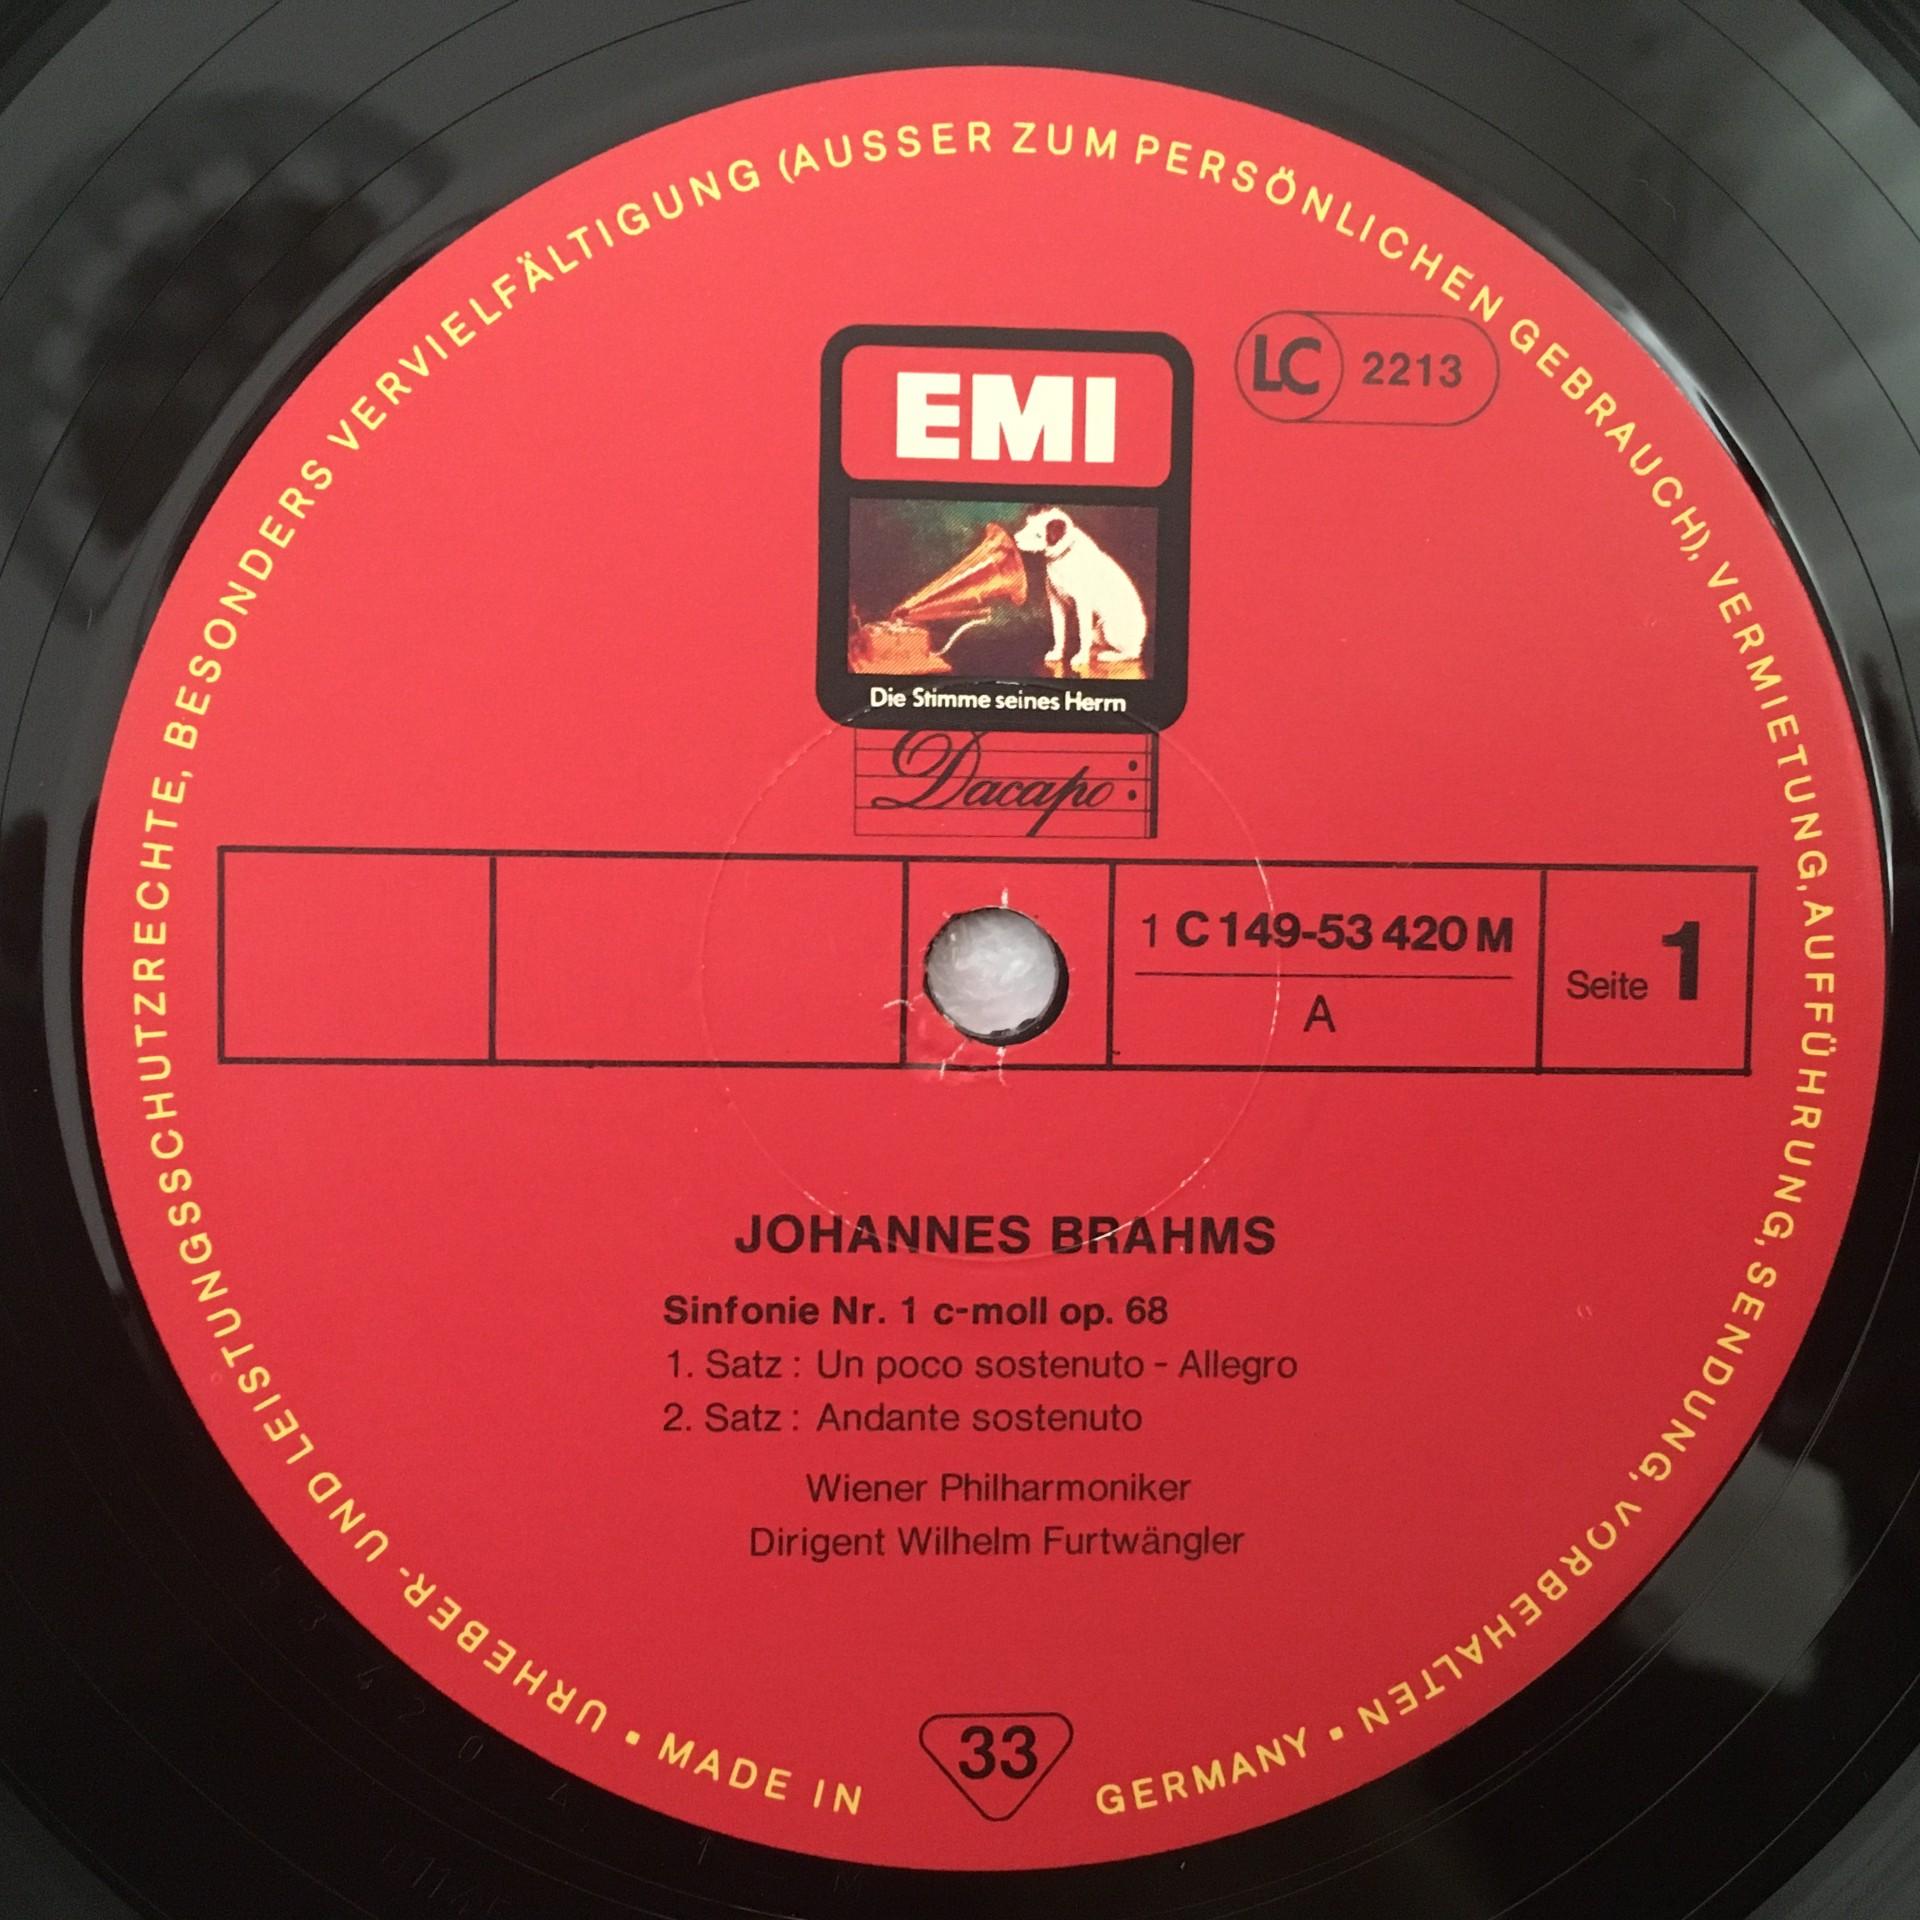 URHEBER- UND LEISTUNGSSCHUTZRECHTE, BESONDERS VERVIELFÄLTIGUNG (AUSSER ZUM PERSÖNLICHEN GEBRAUCH), VERMIETUNG, AUFFÜHRUNG, SENDUNG, VORBEHALTEN
EMI
LC 2213
Die Stimme seines Herrn
Dacapo
1 C 149-53 420 M
A
Seite 1
JOHANNES BRAHMS
Sinfonie Nr. 1 c-moll op. 68
1. Satz : Un poco sostenuto - Allegro
2. Satz : Andante sostenuto
Wiener Philharmoniker
Dirigent Wilhelm Furtwängler
33
• MADE IN GERMANY •